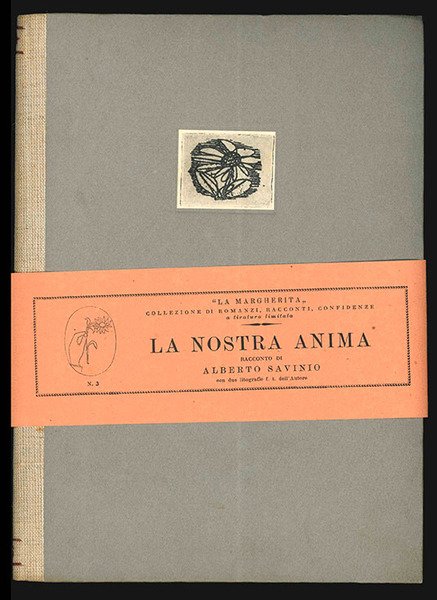 "LA MARGHERITA„
COLLEZIONE DI ROMANZI, RACCONTI, CONFIDENZE
a tiratura limitata
LA NOSTRA ANIMA
RACCONTO DI
ALBERTO SAVINIO
con due litografie f. t. dell'Autore
N. 3